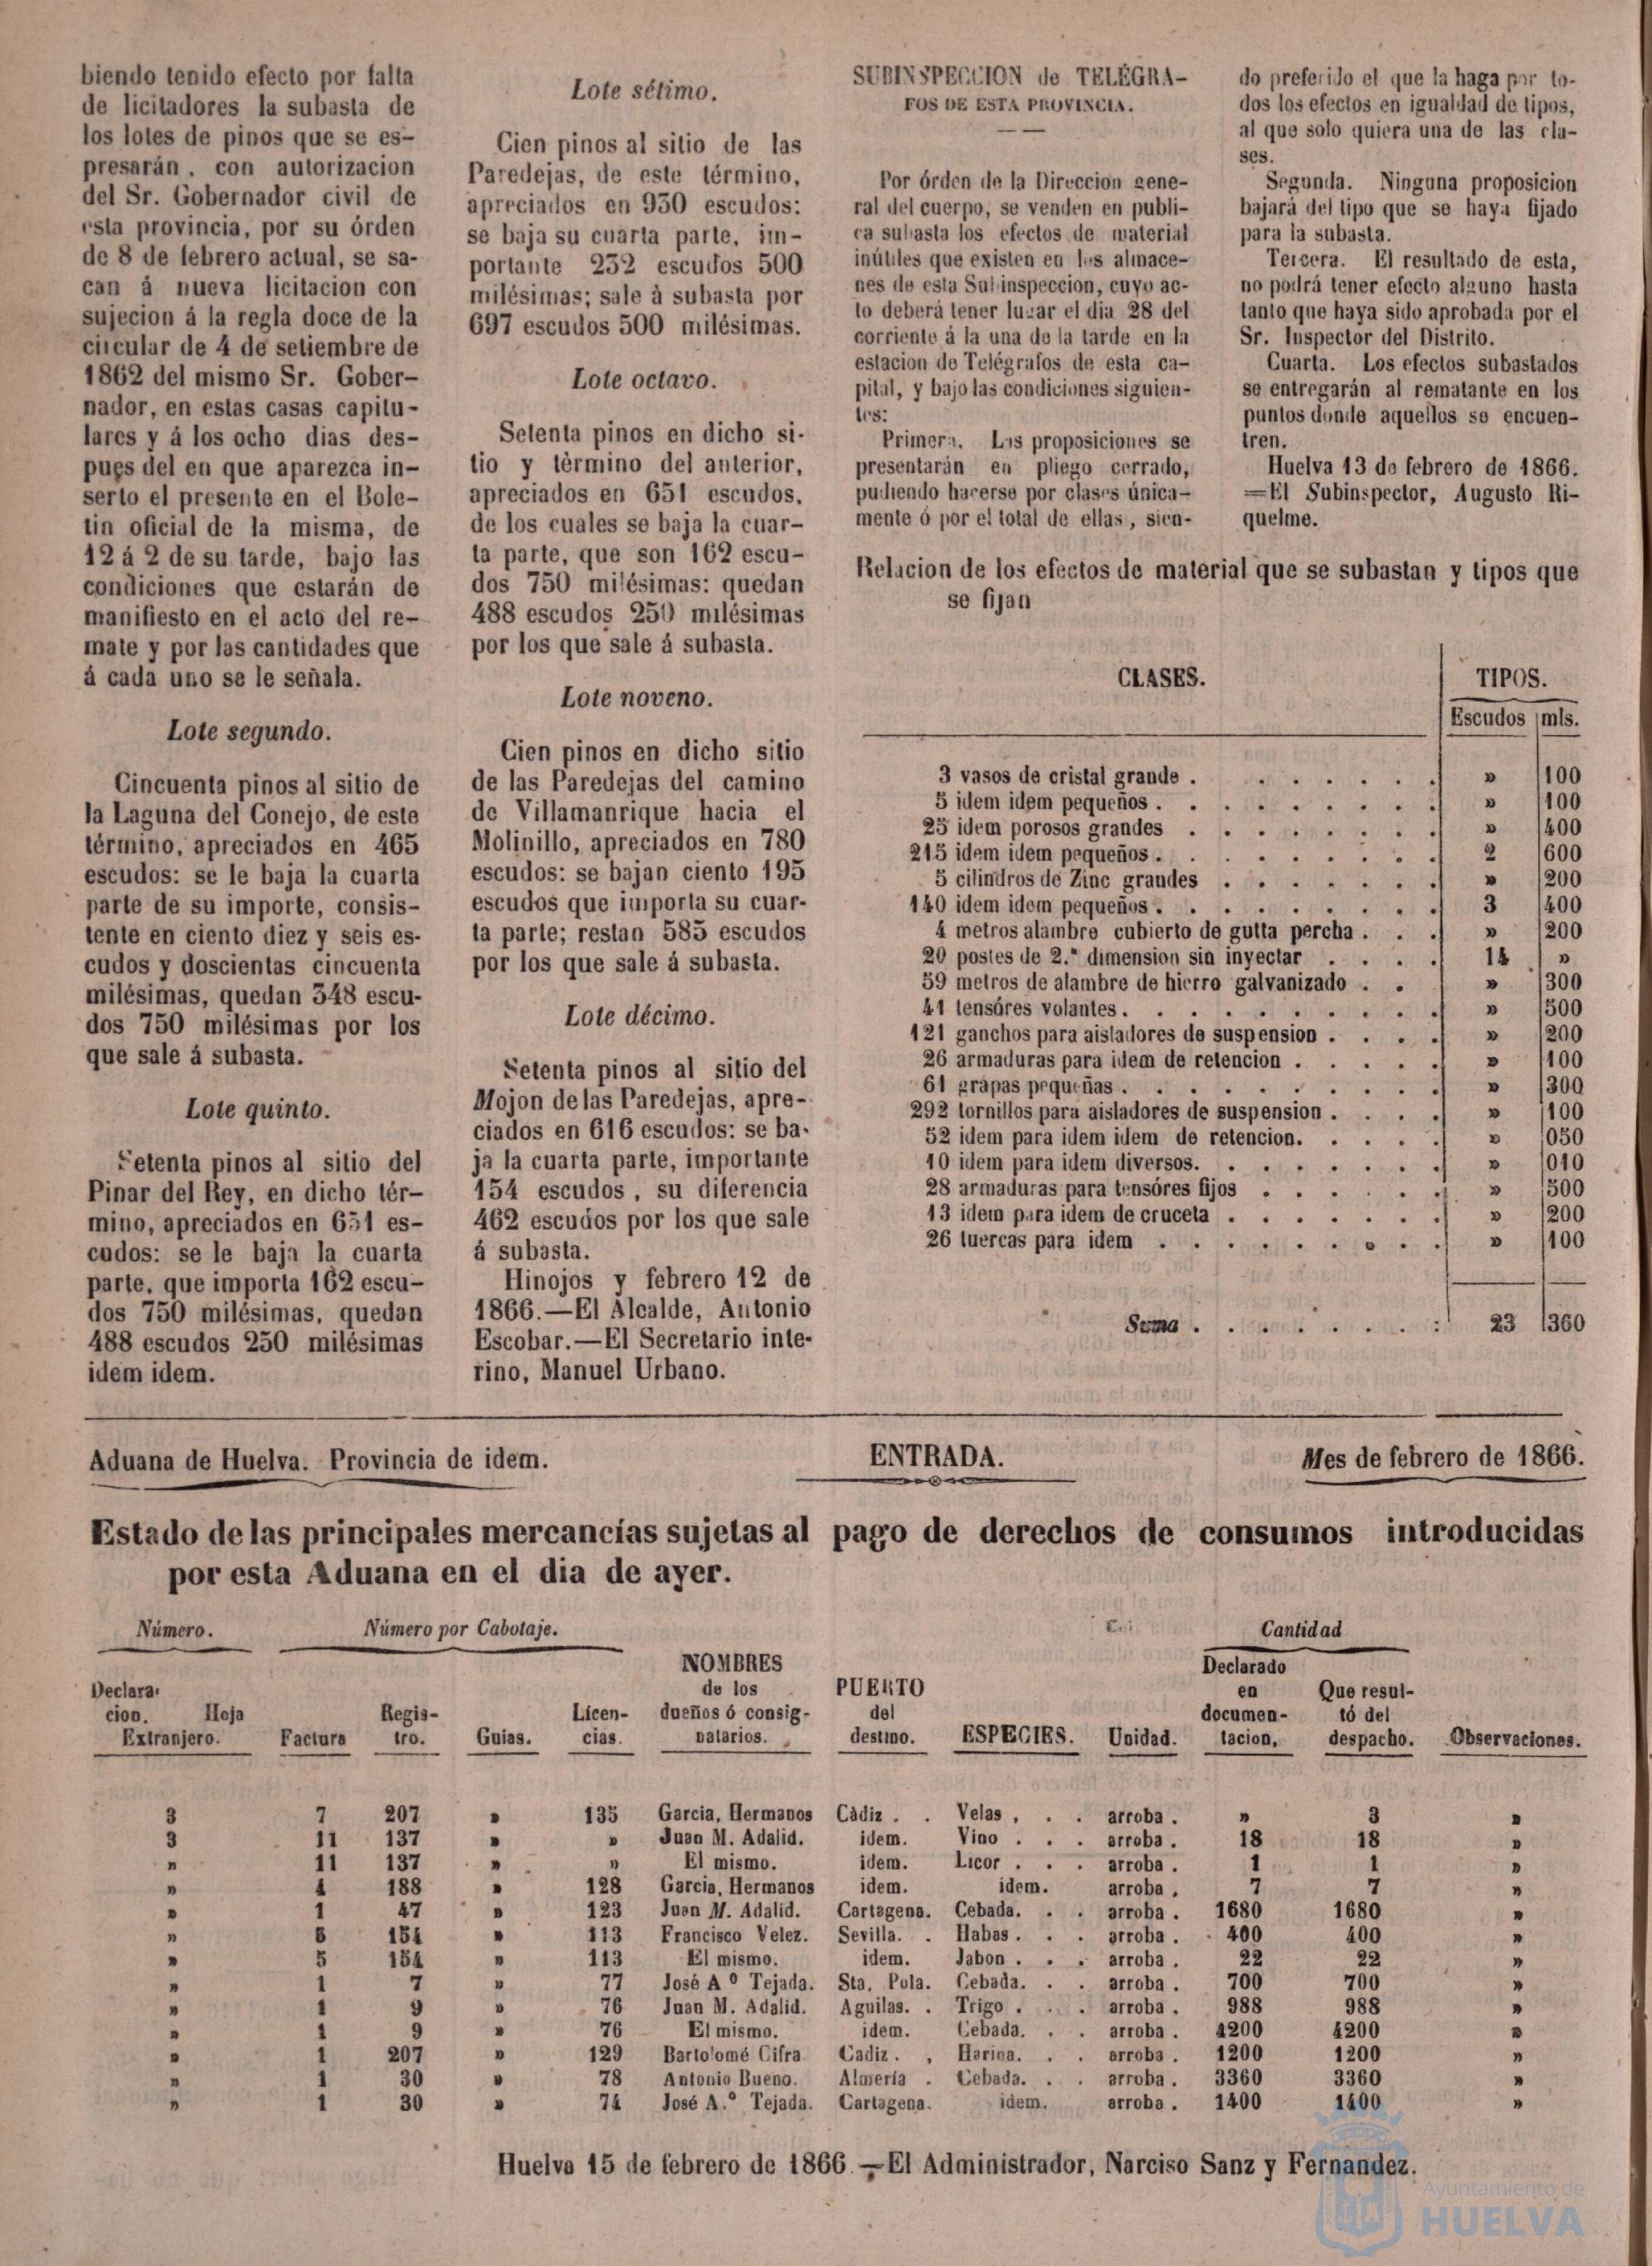 biendo tenido efecto por falta
de licitadores la subasta de
los lotes de pinos que se es-
presarán, con autorizacion
del Sr. Gobernador civil de
esta provincia, por su órden
de 8 de febrero actual, se sa-
can á nueva licitacion con
sujecion á la regla doce de la
circular de 4 de setiembre de
1862 del mismo Sr. Gober-
nador, en estas casas capitu-
lares y á los ocho dias des-
pues del en que aparezca in-
serto el presente en el Bole-
tin oficial de la misma, de
12 á 2 de su tarde, bajo las
condiciones que estarán de
manifiesto en el acto del re-
mate y por las cantidades que
á cada uno se le señala.
Lote segundo.
Cincuenta pinos al sitio de
la Laguna del Conejo, de este
término, apreciados en 465
escudos: se le baja la cuarta
parte de su importe, consis-
tente en ciento diez y seis es-
cudos y doscientas cincuenta
milésimas, quedan 348 escu-
dos 750 milésimas por los
que sale á subasta.
Lote quinto.
Setenta pinos al sitio del
Pinar del Rey, en dicho tér-
mino, apreciados en 651 es-
cudos: se le baja la cuarta
parte, que importa 162 escu-
dos 750 milésimas, quedan
488 escudos 250 milésimas
idem idem.
Lote sétimo.
Cien pinos al sitio de las
Paredejas, de este término,
apreciados en 930 escudos:
se baja su cuarta parte, im-
portante 232 escudos 500
milésimas; sale á subasta por
697 escudos 500 milésimas.
Lote octavo.
Setenta pinos en dicho si-
tio y término del anterior,
apreciados en 651 escudos,
de los cuales se baja la cuar-
ta parte, que son 162 escu-
dos 750 milésimas: quedan
488 escudos 250 milésimas
por los que sale á subasta.
Lote noveno.
Cien pinos en dicho sitio
de las Paredejas del camino
de Villamanrique hacia el
Molinillo, apreciados en 780
escudos: se bajan ciento 195
escudos que importa su cuar-
ta parte; restan 585 escudos
por los que sale á subasta.
Lote décimo.
Setenta pinos al sitio del
Mojon de las Paredejas, apre-
ciados en 616 escudos: se ba-
ja la cuarta parte, importante
154 escudos, su diferencia
462 escudos por los que sale
á subasta.
Hinojos y febrero 12 de
1866.—El Alcalde, Antonio
Escobar.—El Secretario inte-
rino, Manuel Urbano.
SUBINSPECCION de TELÉGRA-
FOS DE ESTA PROVINCIA.
Por órden de la Direccion gene-
ral del cuerpo, se venden en públi-
ca subasta los efectos de material
inútiles que existen en los almace-
nes de esta Subinspeccion, cuyo ac-
to deberá tener lugar el dia 28 del
corriente á la una de la tarde en la
estacion de Telégrafos de esta ca-
pital, y bajo las condiciones siguien-
tes:
Primera. Las proposiciones se
presentarán en pliego cerrado,
pudiendo hacerse por clases única-
mente ó por el total de ellas, sien-
do preferido el que la haga por to-
dos los efectos en igualdad de tipos,
al que solo quiera una de las cla-
ses.
Segunda. Ninguna proposicion
bajará del tipo que se haya fijado
para la subasta.
Tercera. El resultado de esta,
no podrá tener efecto alguno hasta
tanto que haya sido aprobada por el
Sr. Inspector del Distrito.
Cuarta. Los efectos subastados
se entregarán al rematante en los
puntos donde aquellos se encuen-
tren.
Huelva 13 de febrero de 1866.
=El Subinspector, Augusto Ri-
quelme.
Relacion de los efectos de material que se subastan y tipos que
se fijan
CLASES. TIPOS.
Escudos mls.
3 vasos de cristal grande . . . . . . . » 100
5 idem idem pequeños . . . . . . . . » 100
25 idem porosos grandes . . . . . . . » 400
215 idem idem pequeños . . . . . . . . 2 600
5 cilindros de Zinc grandes . . . . . . . » 200
140 idem idem pequeños . . . . . . . . 3 400
4 metros alambre cubierto de gutta percha . . . » 200
20 postes de 2.ª dimension sin inyectar . . . . 14 »
59 metros de alambre de hierro galvanizado . . » 300
41 tensóres volantes . . . . . . . . . » 500
121 ganchos para aisladores de suspension . . . . » 200
26 armaduras para idem de retencion . . . . . » 100
61 grapas pequeñas . . . . . . . . . » 300
292 tornillos para aisladores de suspension . . . . » 100
52 idem para idem idem de retencion. . . . . » 050
10 idem para idem diversos. . . . . . . . » 010
28 armaduras para tensóres fijos . . . . . . » 500
13 idem para idem de cruceta . . . . . . . » 200
26 tuercas para idem . . . . . . . . . » 100
Suma . . . . . . . . 23 360
Aduana de Huelva. Provincia de idem. ENTRADA. Mes de febrero de 1866.
Estado de las principales mercancías sujetas al pago de derechos de consumos introducidas
por esta Aduana en el dia de ayer.
Número. Número por Cabotaje. Cantidad
Declara-
cion. Hoja
Extranjero. Factura Regis-
tro. Guias. Licen-
cias. NOMBRES
de los
dueños ó consig-
natarios. PUERTO
del
destino. ESPECIES. Unidad. Declarado
en
documen-
tacion, Que resul-
tó del
despacho. Observaciones.
3 7 207 » 135 Garcia, Hermanos Cádiz . . Velas , . . arroba . » 3 »
3 11 137 » » Juan M. Adalid. idem. Vino . . . arroba . 18 18 »
» 11 137 » » El mismo. idem. Licor . . . arroba . 1 1 »
» 4 188 » 128 Garcia, Hermanos idem. idem. arroba . 7 7 »
» 1 47 » 123 Juan M. Adalid. Cartagena. Cebada. . . arroba . 1680 1680 »
» 5 154 » 113 Francisco Velez. Sevilla. . Habas . . . arroba . 400 400 »
» 5 154 » 113 El mismo. idem. Jabon . . . arroba . 22 22 »
» 1 7 » 77 José A º Tejada. Sta. Pola. Cebada. . . arroba . 700 700 »
» 1 9 » 76 Juan M. Adalid. Aguilas. . Trigo . . . arroba . 988 988 »
» 1 9 » 76 El mismo. idem. Cebada. . . arroba . 4200 4200 »
» 1 207 » 129 Bartolomé Cifra Cadiz . , Harina. . . arroba . 1200 1200 »
» 1 30 » 78 Antonio Bueno. Almería . Cebada. . . arroba . 3360 3360 »
» 1 30 » 74 José A.º Tejada. Cartagena. idem. arroba . 1400 1400 »
Huelva 15 de febrero de 1866.—El Administrador, Narciso Sanz y Fernandez.
Ayuntamiento de
HUELVA